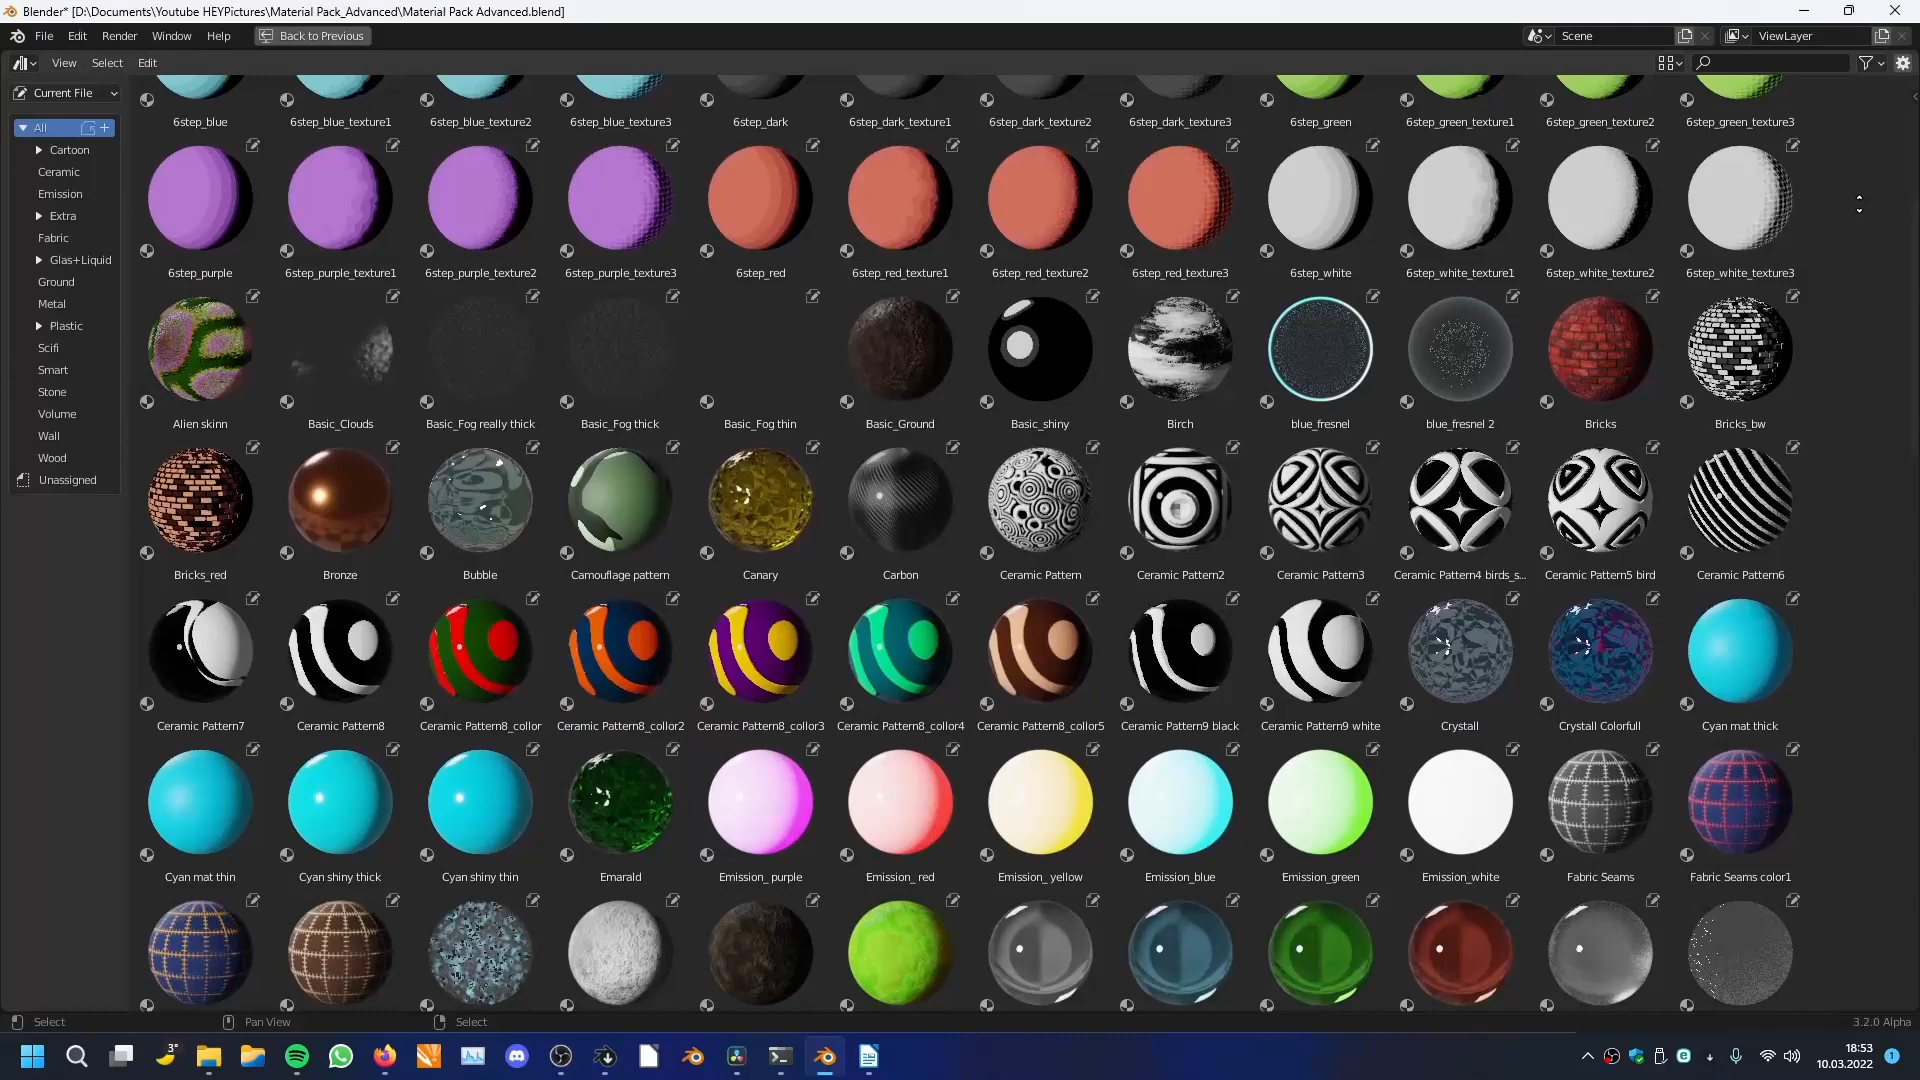 Blender* [D:\Documents\Youtube HEYPictures\Material Pack_Advanced\Material Pack Advanced.blend]
File Edit Render Window Help Back to Previous Scene ViewLayer
View Select Edit
Current File
All
Cartoon
Ceramic
Emission
Extra
Fabric
Glas+Liquid
Ground
Metal
Plastic
Scifi
Smart
Stone
Volume
Wall
Wood
Unassigned
6step_blue 6step_blue_texture1 6step_blue_texture2 6step_blue_texture3 6step_dark 6step_dark_texture1 6step_dark_texture2 6step_dark_texture3 6step_green 6step_green_texture1 6step_green_texture2 6step_green_texture3
6step_purple 6step_purple_texture1 6step_purple_texture2 6step_purple_texture3 6step_red 6step_red_texture1 6step_red_texture2 6step_red_texture3 6step_white 6step_white_texture1 6step_white_texture2 6step_white_texture3
Alien skinn Basic_Clouds Basic_Fog really thick Basic_Fog thick Basic_Fog thin Basic_Ground Basic_shiny Birch blue_fresnel blue_fresnel 2 Bricks Bricks_bw
Bricks_red Bronze Bubble Camouflage pattern Canary Carbon Ceramic Pattern Ceramic Pattern2 Ceramic Pattern3 Ceramic Pattern4 birds_s... Ceramic Pattern5 bird Ceramic Pattern6
Ceramic Pattern7 Ceramic Pattern8 Ceramic Pattern8_collor Ceramic Pattern8_collor2 Ceramic Pattern8_collor3 Ceramic Pattern8_collor4 Ceramic Pattern8_collor5 Ceramic Pattern9 black Ceramic Pattern9 white Crystall Crystall Colorfull Cyan mat thick
Cyan mat thin Cyan shiny thick Cyan shiny thin Emarald Emission_ purple Emission_ red Emission_ yellow Emission_blue Emission_green Emission_white Fabric Seams Fabric Seams color1
Select Pan View Select 3.2.0 Alpha
3°
18:53
10.03.2022
1